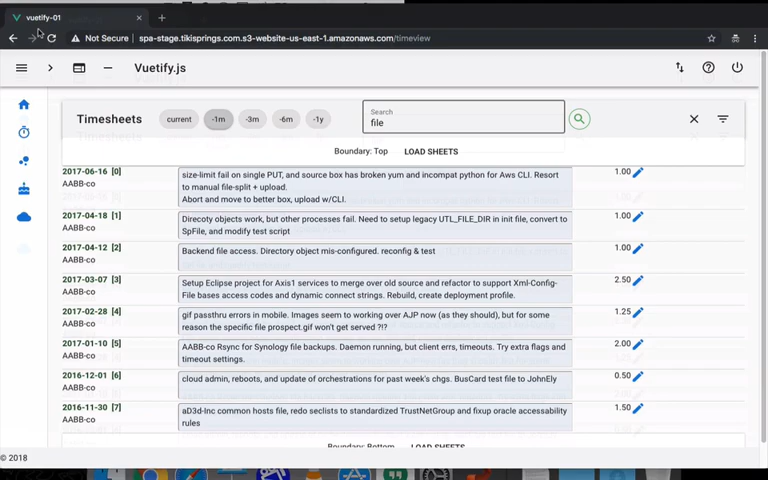 vuetify-01
Not Secure | spa-stage.tikisprings.com.s3-website-us-east-1.amazonaws.com/timeview
Vuetify.js
Timesheets
current
-1m
-3m
-6m
-1y
Search
file
Boundary: Top
LOAD SHEETS
2017-06-16 [0]
AABB-co
size-limit fail on single PUT, and source box has broken yum and incompat python for Aws CLI. Resort
to manual file-split + upload.
Abort and move to better box, upload w/CLI.
1.00
2017-04-18 [1]
AABB-co
Direcoty objects work, but other processes fail. Need to setup legacy UTL_FILE_DIR in init file, convert to
SpFile, and modify test script
1.00
2017-04-12 [2]
AABB-co
Backend file access. Directory object mis-configured. reconfig & test
1.00
2017-03-07 [3]
AABB-co
Setup Eclipse project for Axis1 services to merge over old source and refactor to support Xml-Config-
File bases access codes and dynamic connect strings. Rebuild, create deployment profile.
2.50
2017-02-28 [4]
AABB-co
gif passthru errors in mobile. Images seem to working over AJP now (as they should), but for some
reason the specific file prospect.gif won't get served ?!?
1.25
2017-01-10 [5]
AABB-co
AABB-co Rsync for Synology file backups. Daemon running, but client errs, timeouts. Try extra flags and
timeout settings.
2.00
2016-12-01 [6]
AABB-co
cloud admin, reboots, and update of orchestrations for past week's chgs. BusCard test file to JohnEly
0.50
2016-11-30 [7]
AABB-co
aD3d-Inc common hosts file, redo seclists to standardized TrustNetGroup and fixup oracle accessability
rules
1.50
Boundary: Bottom
LOAD SHEETS
© 2018